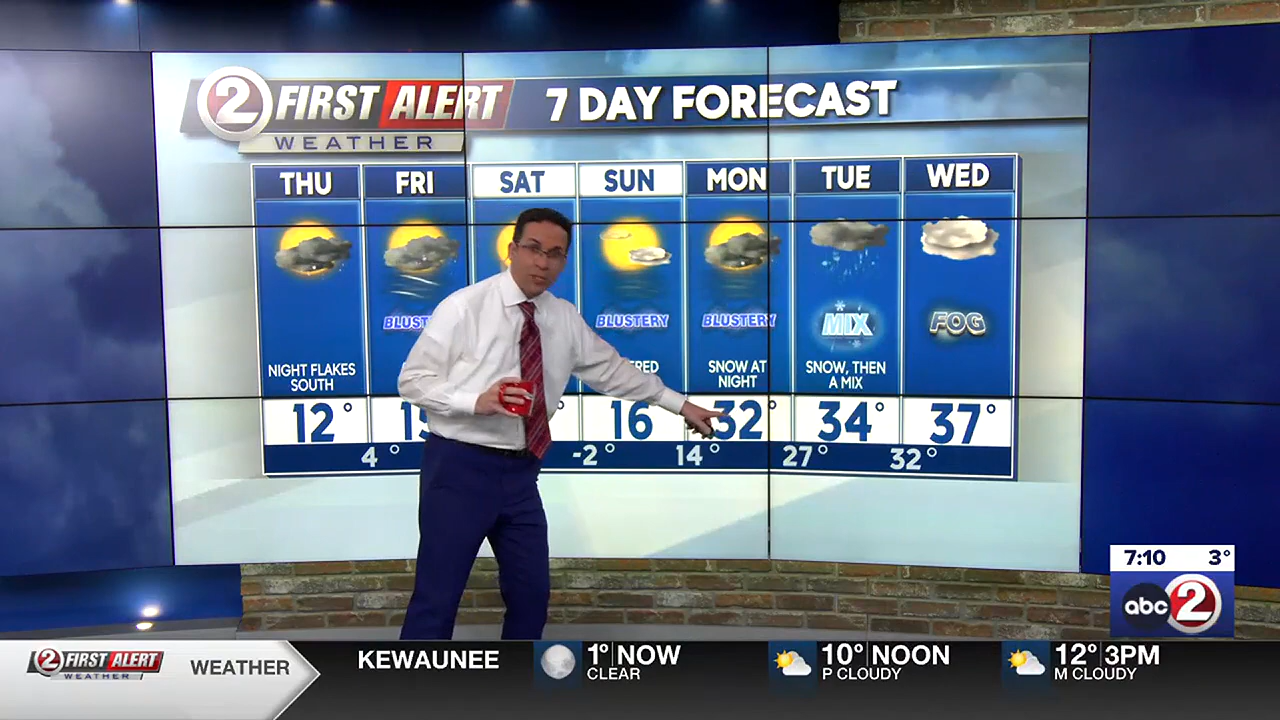 2 FIRST ALERT
WEATHER
7 DAY FORECAST
THU FRI SAT SUN MON TUE WED
BLUSTERY BLUSTERY MIX FOG
NIGHT FLAKES
SOUTH
SNOW AT
NIGHT
SNOW, THEN
A MIX
12° 16 32° 34° 37°
4° -2° 14° 27° 32°
7:10 3°
abc 2
2 FIRST ALERT
WEATHER
WEATHER
KEWAUNEE
1° NOW
CLEAR
10° NOON
P CLOUDY
12° 3PM
M CLOUDY